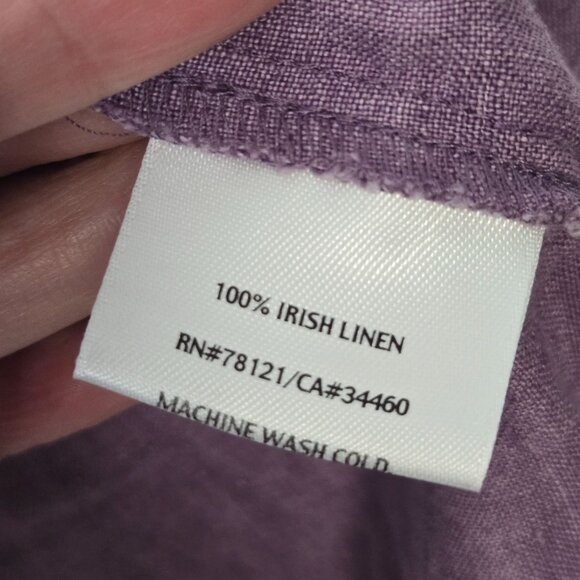 100% IRISH LINEN
RN#78121/CA#34460
MACHINE WASH COLD